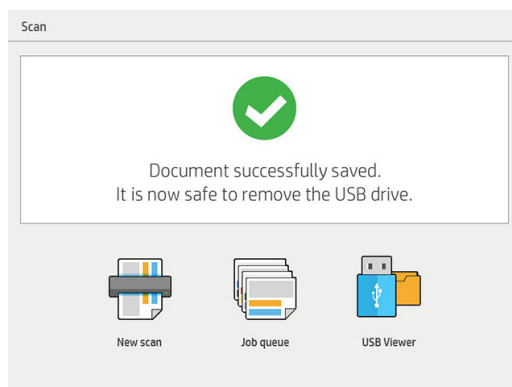 Scan
Document successfully saved.
It is now safe to remove the USB drive.
New scan
Job queue
USB Viewer